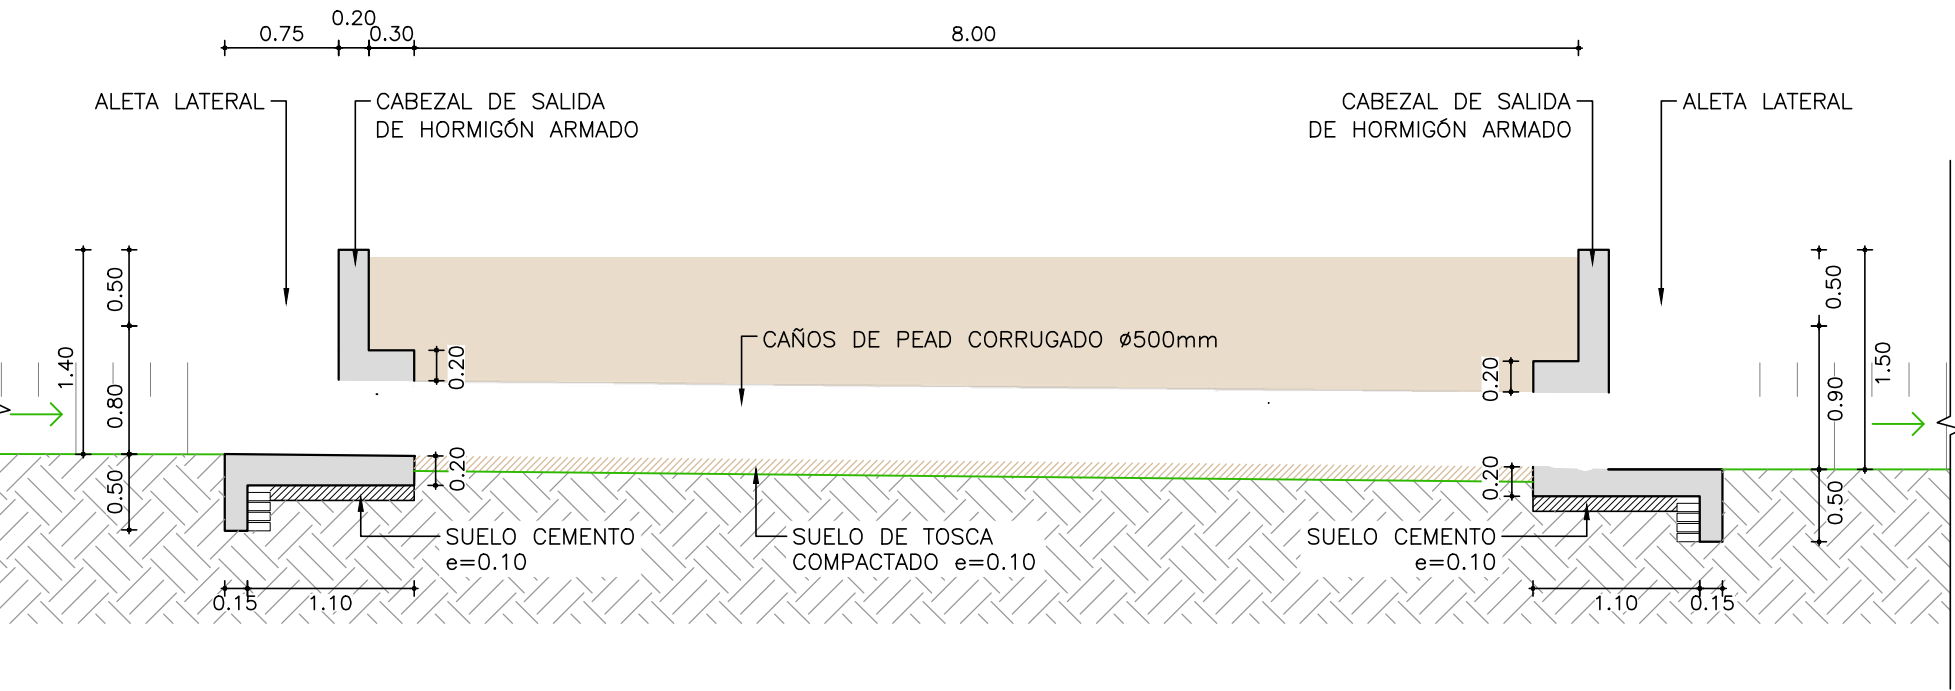 0.20
0.75
0.30
8.00
ALETA LATERAL
CABEZAL DE SALIDA
DE HORMIGÓN ARMADO
CABEZAL DE SALIDA
DE HORMIGÓN ARMADO
ALETA LATERAL
0.50
0.50
CAÑOS DE PEAD CORRUGADO ø500mm
1.40
0.20
0.20
1.50
0.80
0.90
0.20
0.20
0.50
0.50
SUELO CEMENTO
e=0.10
SUELO DE TOSCA
COMPACTADO e=0.10
SUELO CEMENTO
e=0.10
0.15
1.10
1.10
0.15